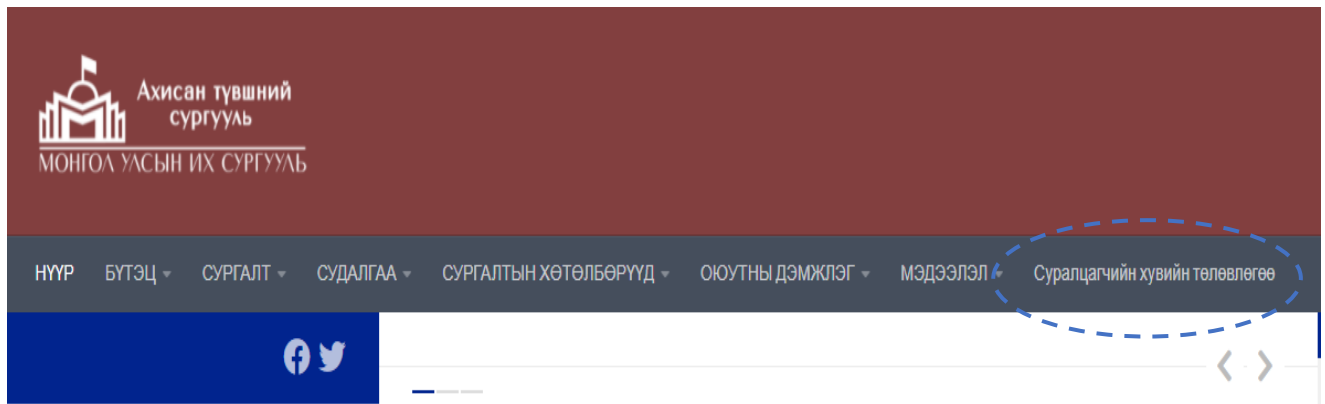 Ахисан түвшний
сургууль
МОНГОЛ УЛСЫН ИХ СУРГУУЛЬ
НҮҮР БҮТЭЦ СУРГАЛТ СУДАЛГАА СУРГАЛТЫН ХӨТӨЛБӨРҮҮД ОЮУТНЫ ДЭМЖЛЭГ МЭДЭЭЛЭЛ Суралцагчийн хувийн төлөвлөгөө